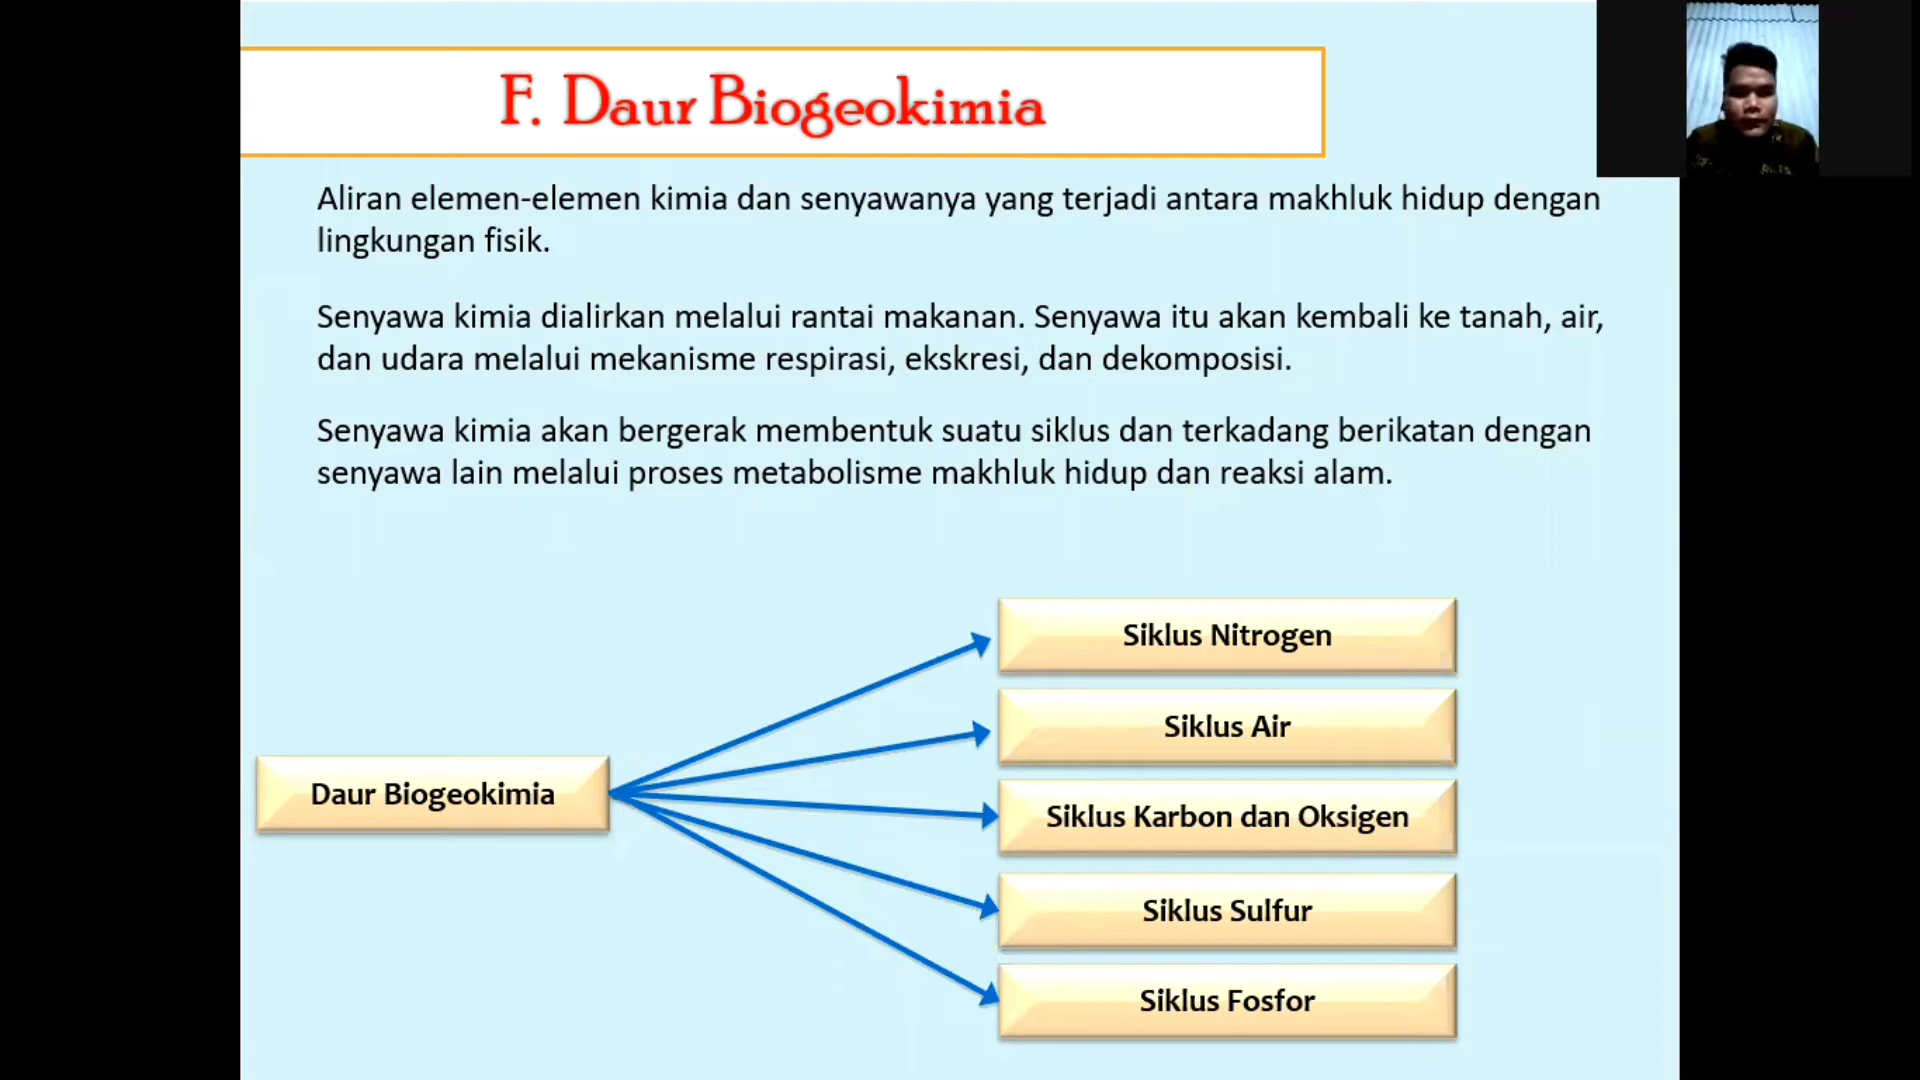 F. Daur Biogeokimia
Aliran elemen-elemen kimia dan senyawanya yang terjadi antara makhluk hidup dengan
lingkungan fisik.
Senyawa kimia dialirkan melalui rantai makanan. Senyawa itu akan kembali ke tanah, air,
dan udara melalui mekanisme respirasi, ekskresi, dan dekomposisi.
Senyawa kimia akan bergerak membentuk suatu siklus dan terkadang berikatan dengan
senyawa lain melalui proses metabolisme makhluk hidup dan reaksi alam.
Daur Biogeokimia
Siklus Nitrogen
Siklus Air
Siklus Karbon dan Oksigen
Siklus Sulfur
Siklus Fosfor